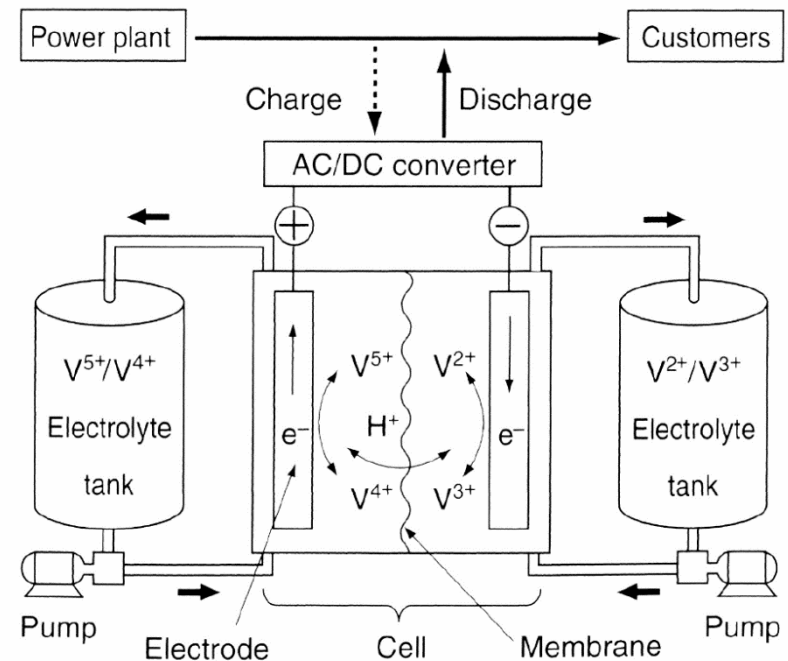 Power plant
Customers
Charge
Discharge
AC/DC converter
+
−
V⁵⁺/V⁴⁺
Electrolyte
tank
e⁻
V⁵⁺
V²⁺
H⁺
V⁴⁺
V³⁺
e⁻
V²⁺/V³⁺
Electrolyte
tank
Pump
Electrode
Cell
Membrane
Pump